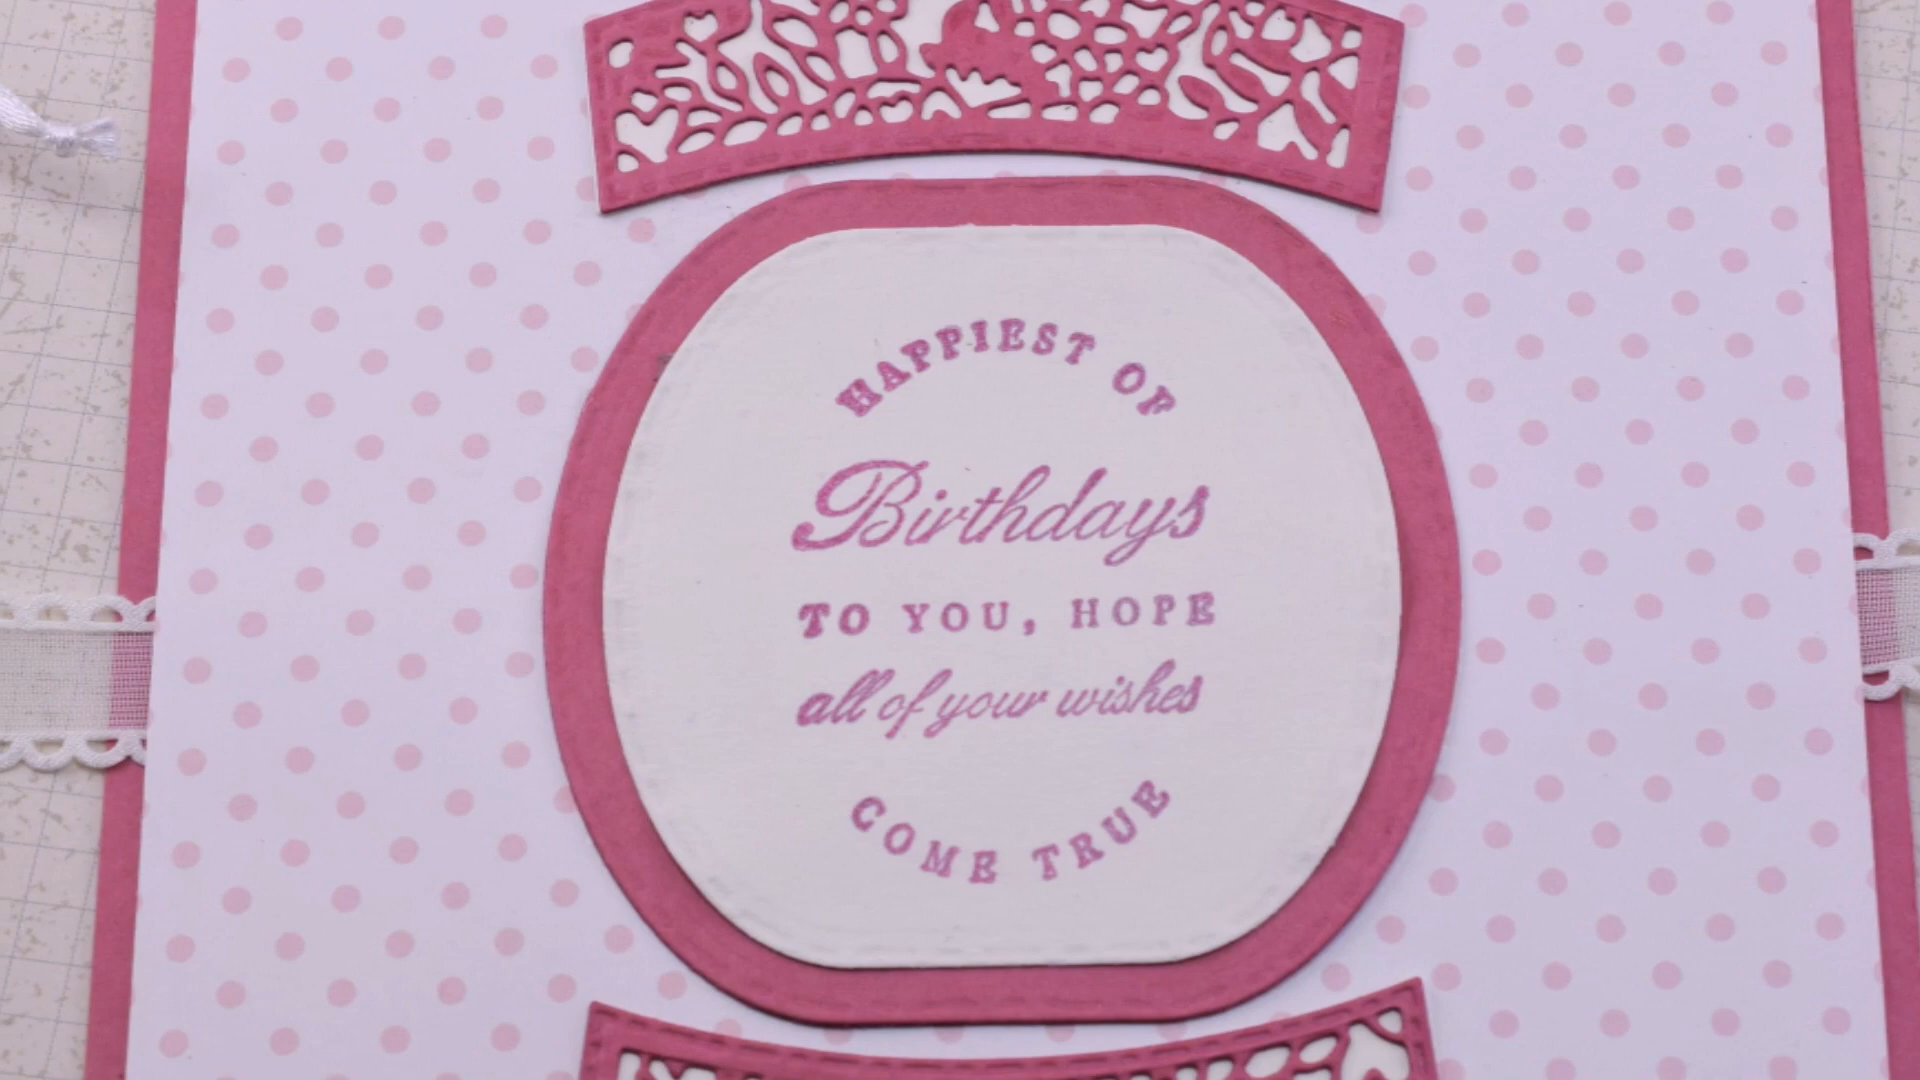 HAPPIEST OF
Birthdays
TO YOU, HOPE
all of your wishes
COME TRUE